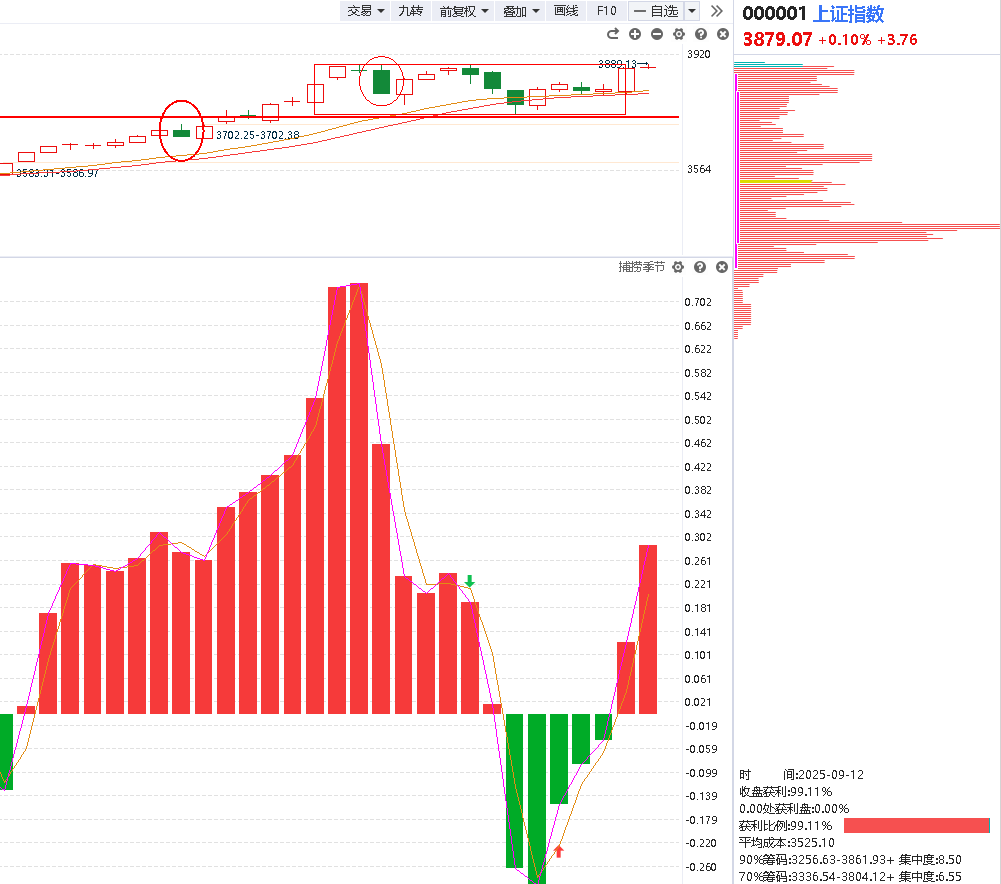 交易 九转 前复权 叠加 画线 F10 一 自选
000001 上证指数
3879.07 +0.10% +3.76
3920
3889.13
3702.25-3702.38
3564
3583.31-3586.97
捕捞季节
0.702
0.662
0.622
0.582
0.542
0.502
0.462
0.422
0.382
0.342
0.302
0.261
0.221
0.181
0.141
0.101
0.061
0.021
-0.019
-0.059
-0.099
-0.139
-0.179
-0.220
-0.260
时 间:2025-09-12
收盘获利:99.11%
0.00处获利盘:0.00%
获利比例:99.11%
平均成本:3525.10
90%筹码:3256.63-3861.93+ 集中度:8.50
70%筹码:3336.54-3804.12+ 集中度:6.55